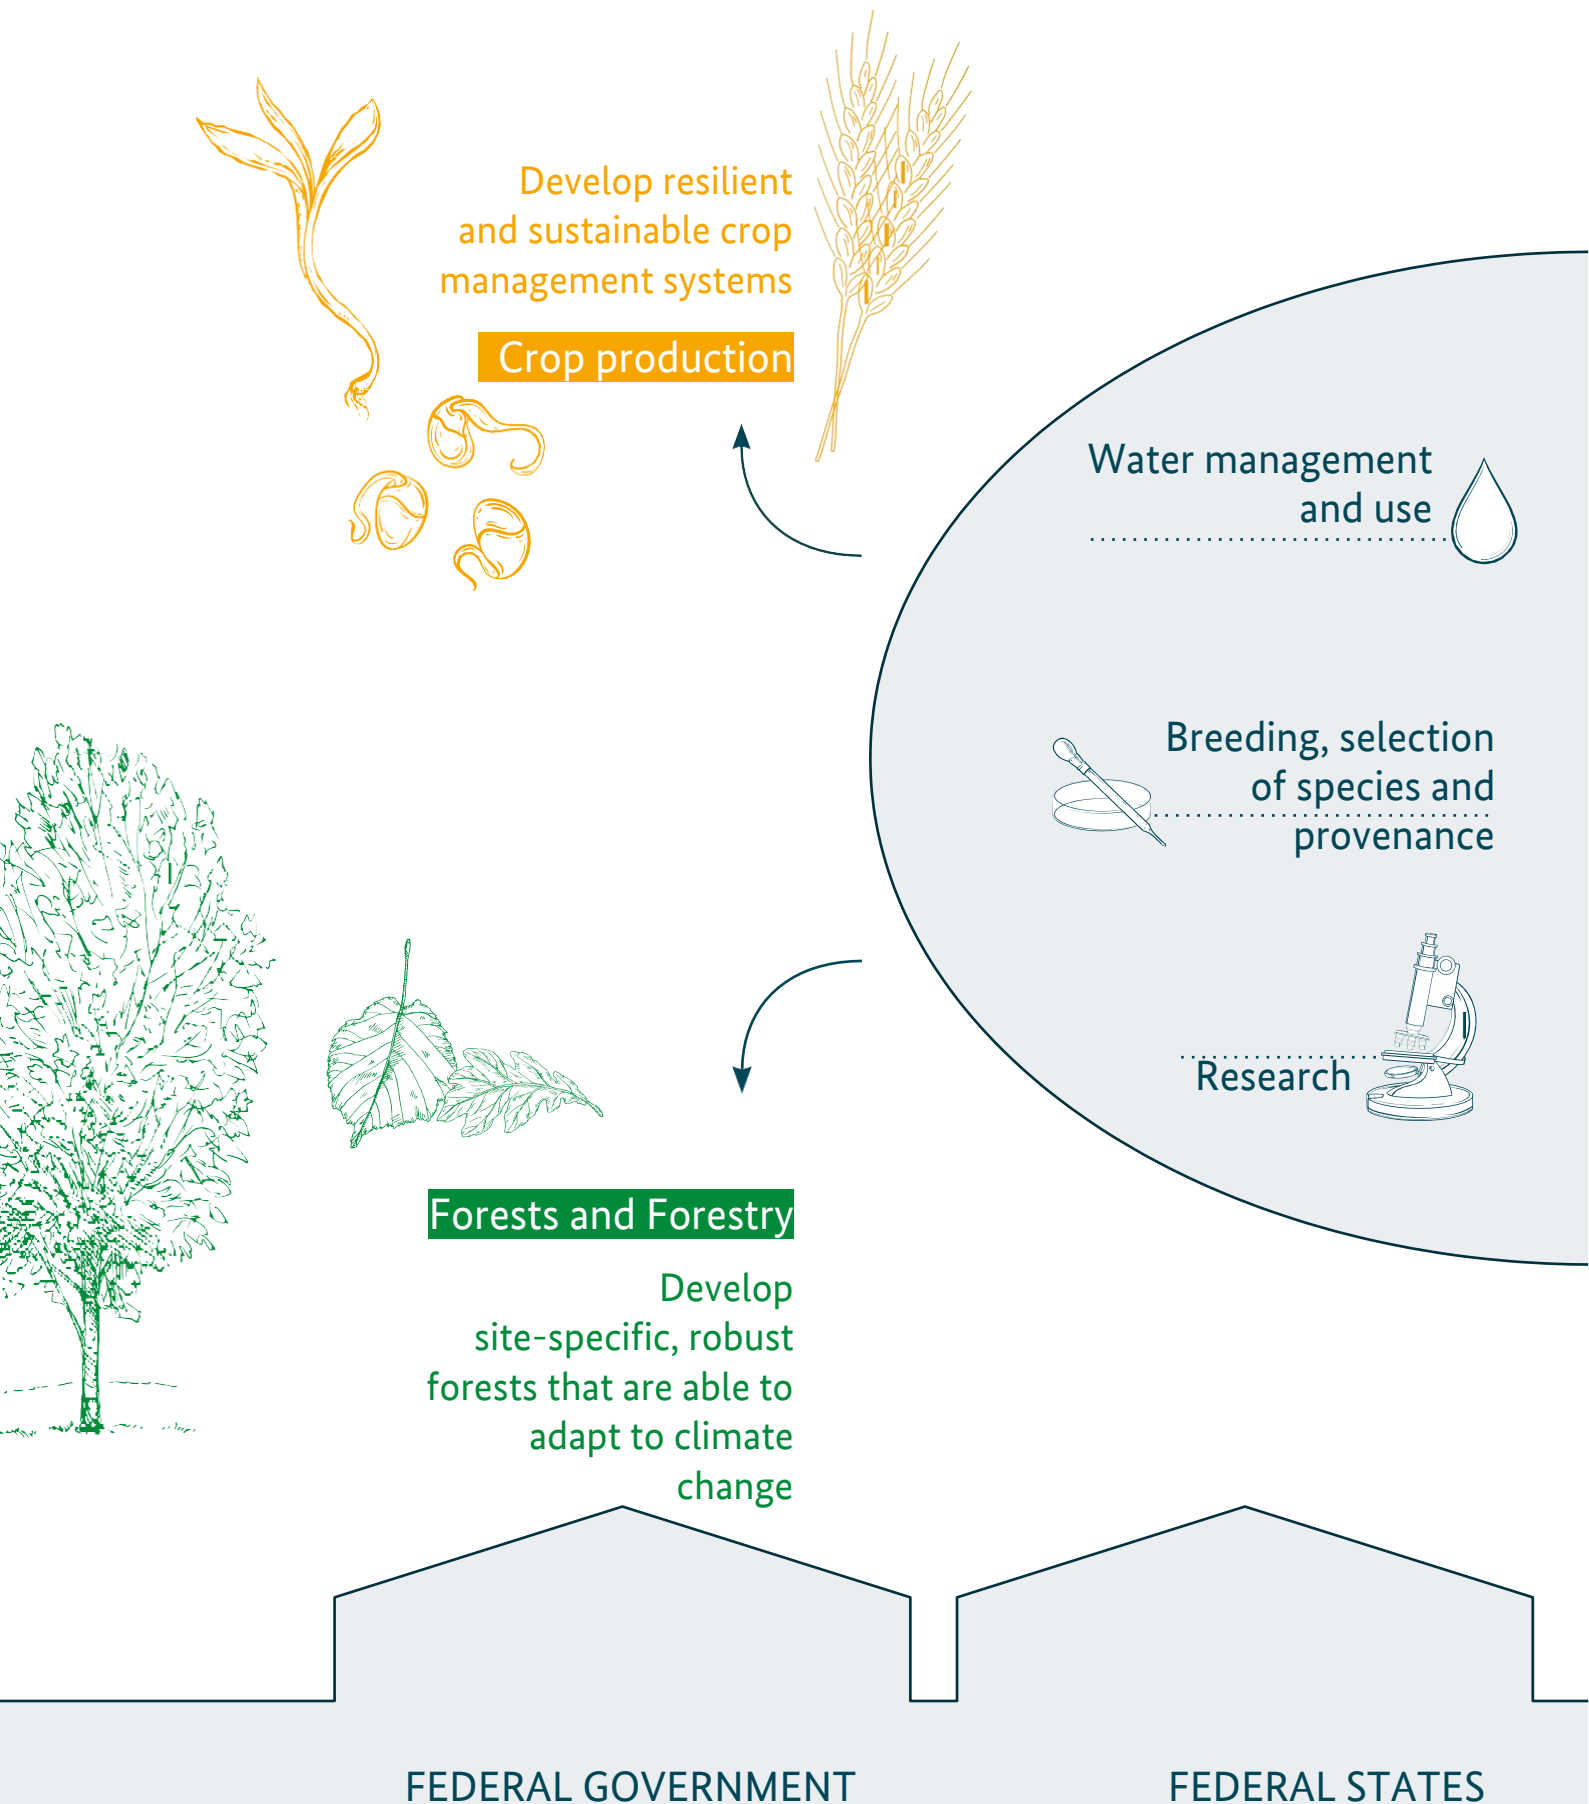 Develop resilient
and sustainable crop
management systems
Crop production
Water management
and use
Breeding, selection
of species and
provenance
Research
Forests and Forestry
Develop
site-specific, robust
forests that are able to
adapt to climate
change
FEDERAL GOVERNMENT
FEDERAL STATES